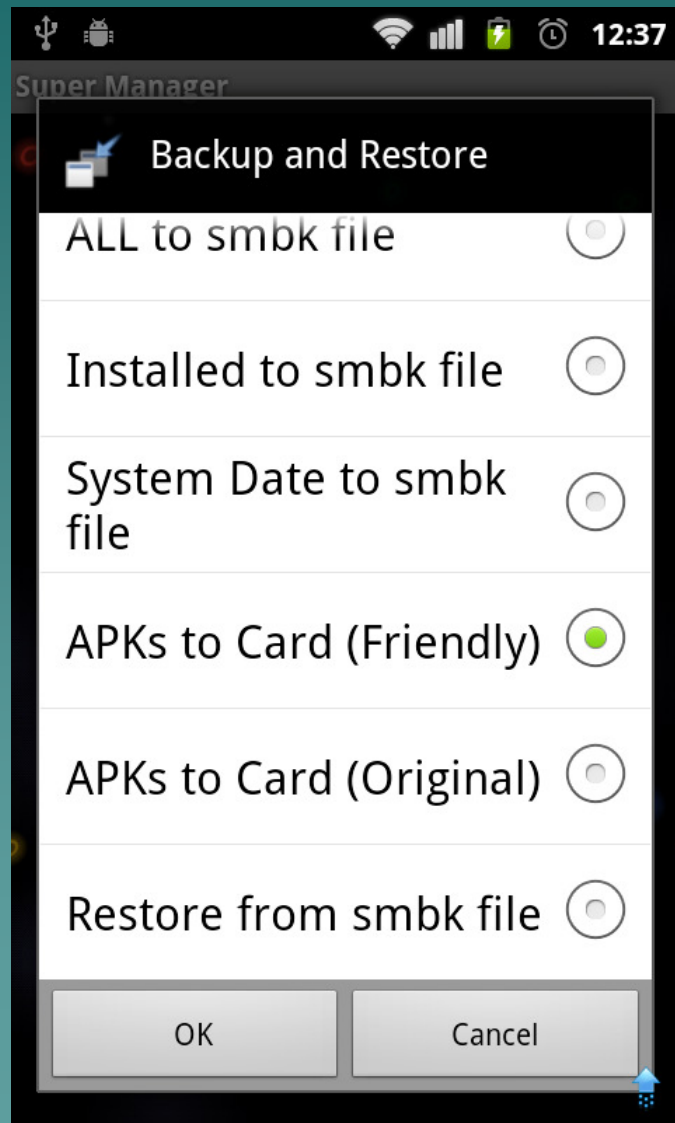 12:37
Super Manager
Backup and Restore
ALL to smbk file
Installed to smbk file
System Date to smbk
file
APKs to Card (Friendly)
APKs to Card (Original)
Restore from smbk file
OK
Cancel